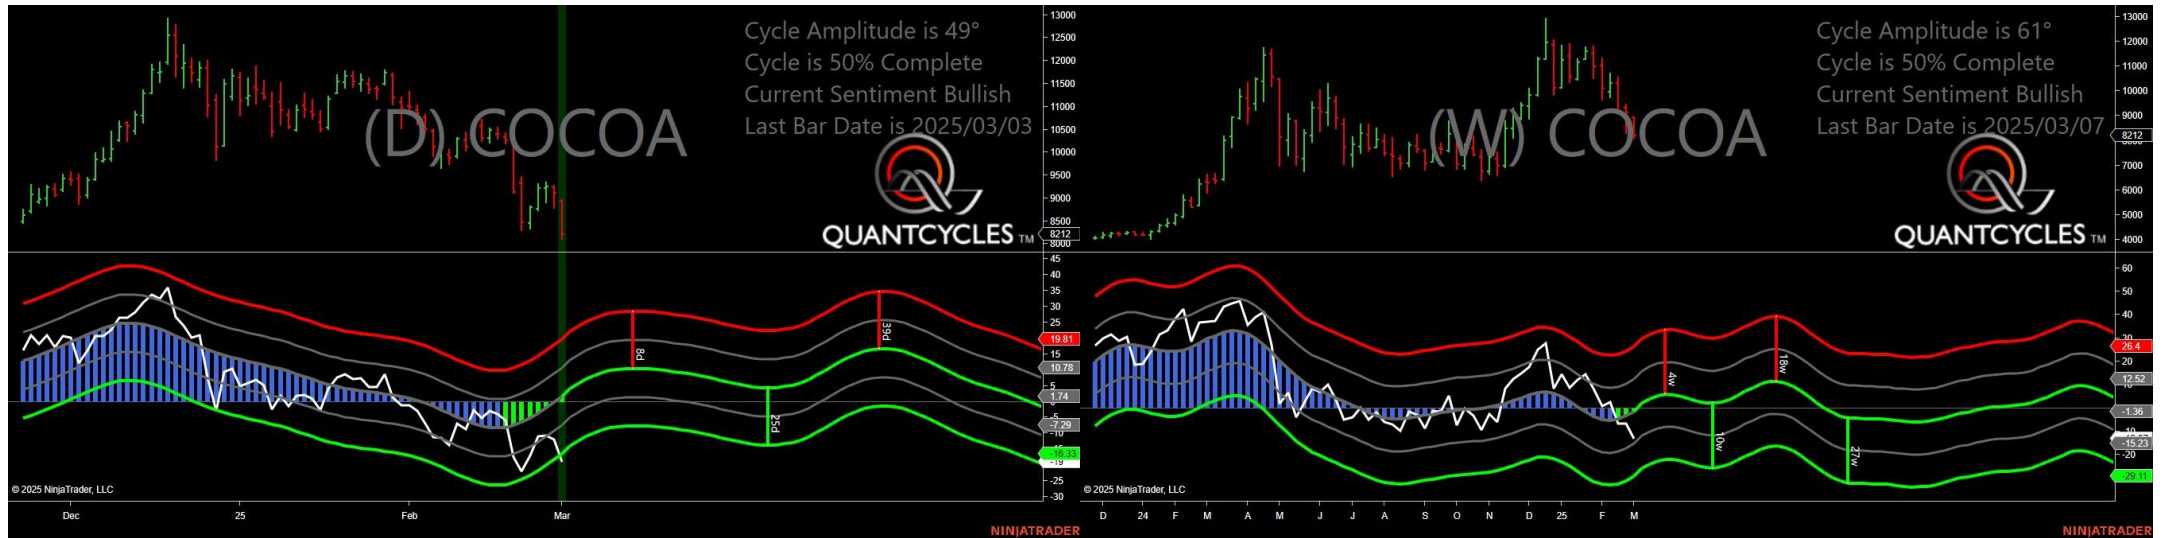 Cycle Amplitude is 49°
Cycle is 50% Complete
Current Sentiment Bullish
Last Bar Date is 2025/03/03
(D) COCOA
QUANTCYCLES TM
13000
12500
12000
11500
11000
10500
10000
9500
9000
8500
8212
8000
45
40
35
30
25
19.81
15
10.78
5
1.74
-5
-7.29
-10
-16.33
-19
-25
-30
8d
25d
39d
© 2025 NinjaTrader, LLC
Dec
25
Feb
Mar
NINJATRADER
Cycle Amplitude is 61°
Cycle is 50% Complete
Current Sentiment Bullish
Last Bar Date is 2025/03/07
(W) COCOA
QUANTCYCLES TM
13000
12000
11000
10000
9000
8212
7000
6000
5000
4000
60
50
40
26.4
20
12.52
-1.36
-15.23
-20
-29.11
4w
10w
18w
27w
© 2025 NinjaTrader, LLC
D
24
F
M
A
M
J
J
A
S
O
N
D
25
F
M
NINJATRADER